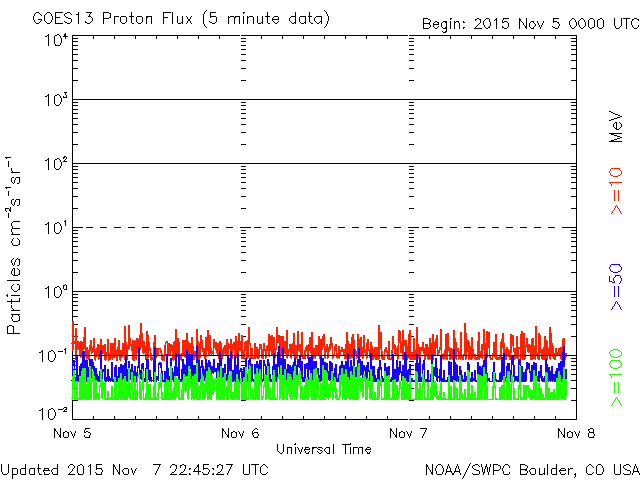 GOES13 Proton Flux (5 minute data)
Begin: 2015 Nov 5 0000 UTC
Particles cm⁻²s⁻¹sr⁻¹
10⁴
10³
10²
10¹
10⁰
10⁻¹
10⁻²
MeV
>=10
>=50
>=100
Nov 5
Nov 6
Nov 7
Nov 8
Universal Time
Updated 2015 Nov 7 22:45:27 UTC
NOAA/SWPC Boulder, CO USA